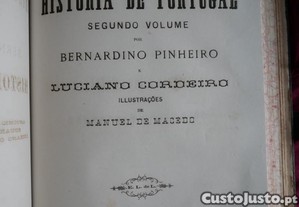 HISTORIA DE PORTUGAL
SEGUNDO VOLUME
POR
BERNARDINO PINHEIRO
E
LUCIANO CORDEIRO
ILLUSTRAÇÕES
DE
MANUEL DE MACEDO
CustoJusto.pt